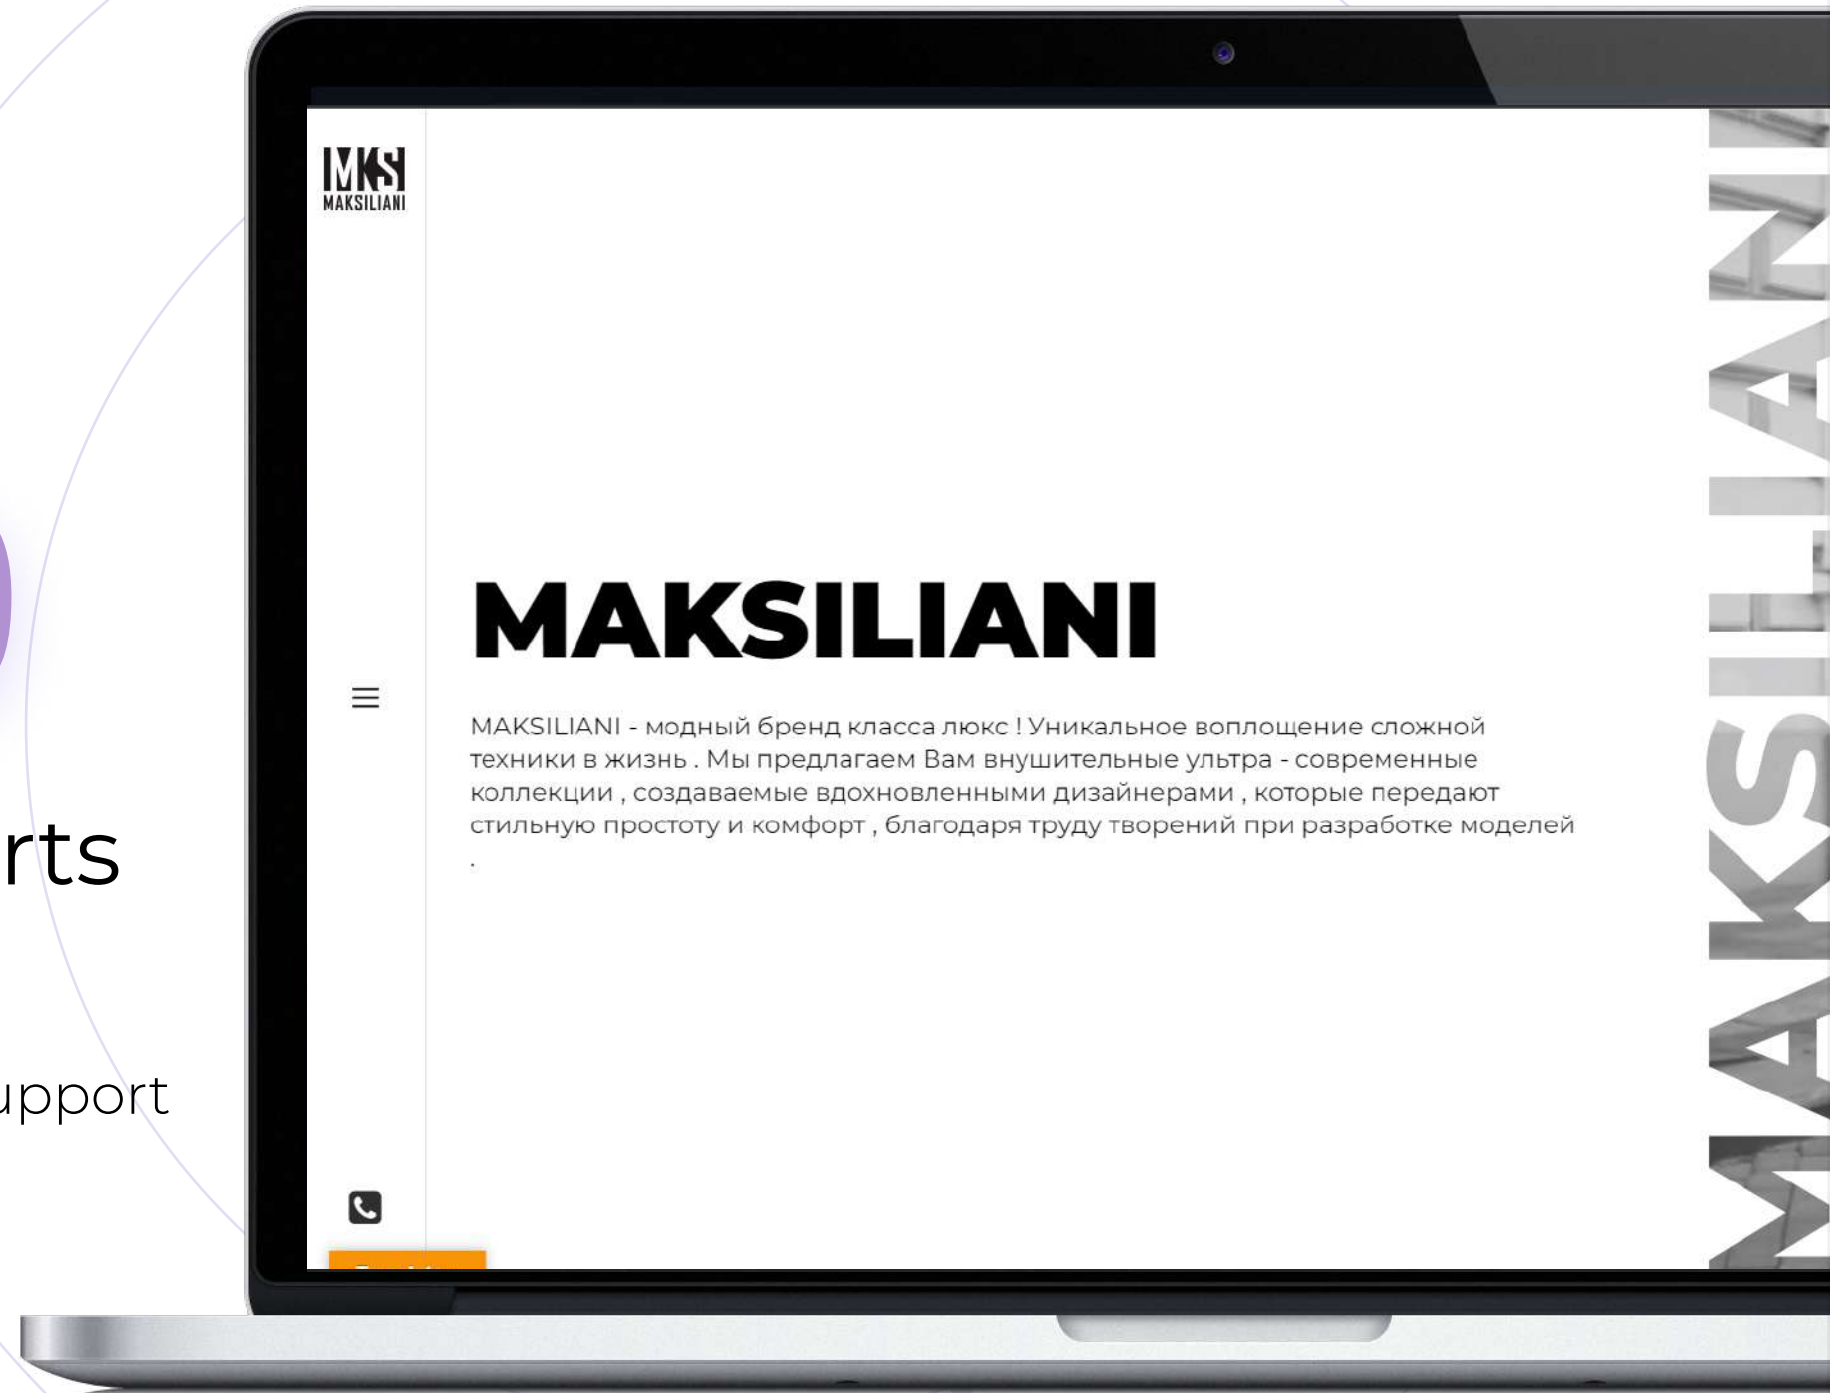 MKS
MAKSILIANI
MAKSILIANI
MAKSILIANI - модный бренд класса люкс ! Уникальное воплощение сложной
техники в жизнь . Мы предлагаем Вам внушительные ультра - современные
коллекции , создаваемые вдохновленными дизайнерами , которые передают
стильную простоту и комфорт , благодаря труду творений при разработке моделей
.
MAKSILIANI
rts
upport